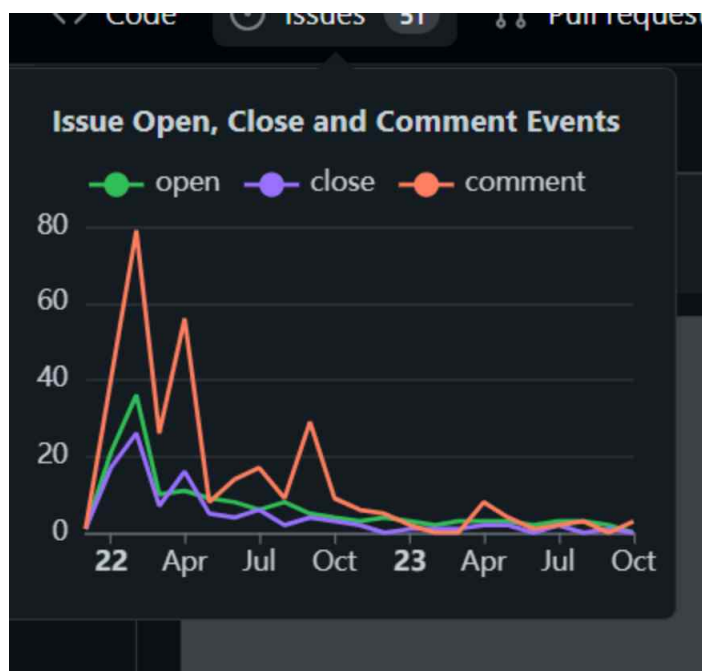 Code Issues 51 Pull request
Issue Open, Close and Comment Events
open close comment
80
60
40
20
0
22 Apr Jul Oct 23 Apr Jul Oct